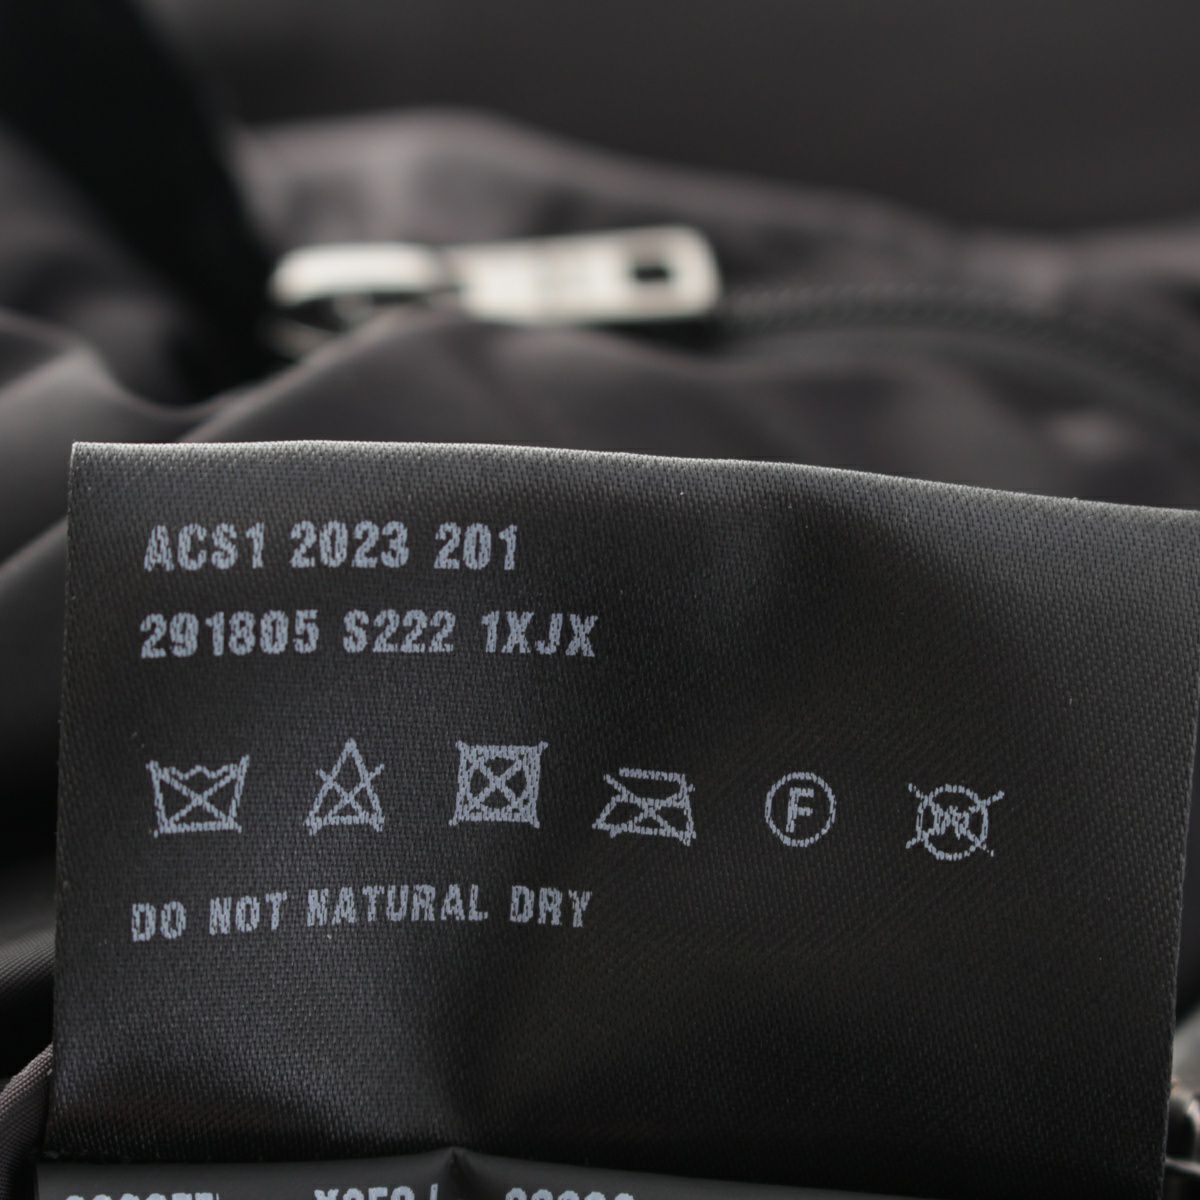 ACS1 2023 201
291805 S222 1XJX
F W
DO NOT NATURAL DRY